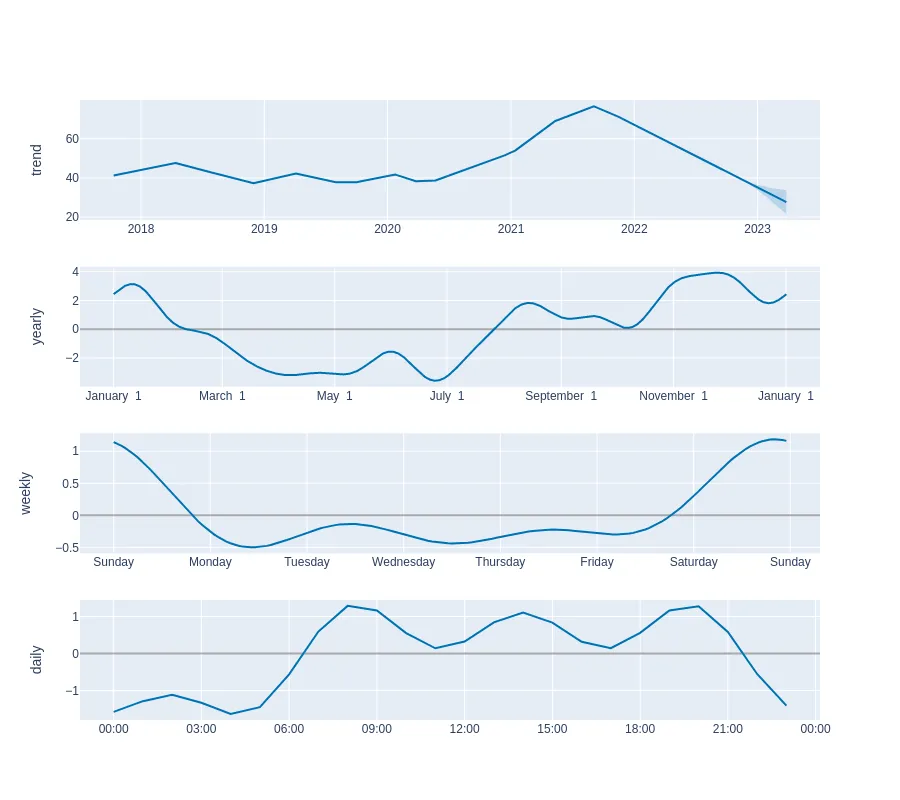 trend
60
40
20
2018 2019 2020 2021 2022 2023
yearly
4
2
0
−2
January 1 March 1 May 1 July 1 September 1 November 1 January 1
weekly
1
0.5
0
−0.5
Sunday Monday Tuesday Wednesday Thursday Friday Saturday Sunday
daily
1
0
−1
00:00 03:00 06:00 09:00 12:00 15:00 18:00 21:00 00:00